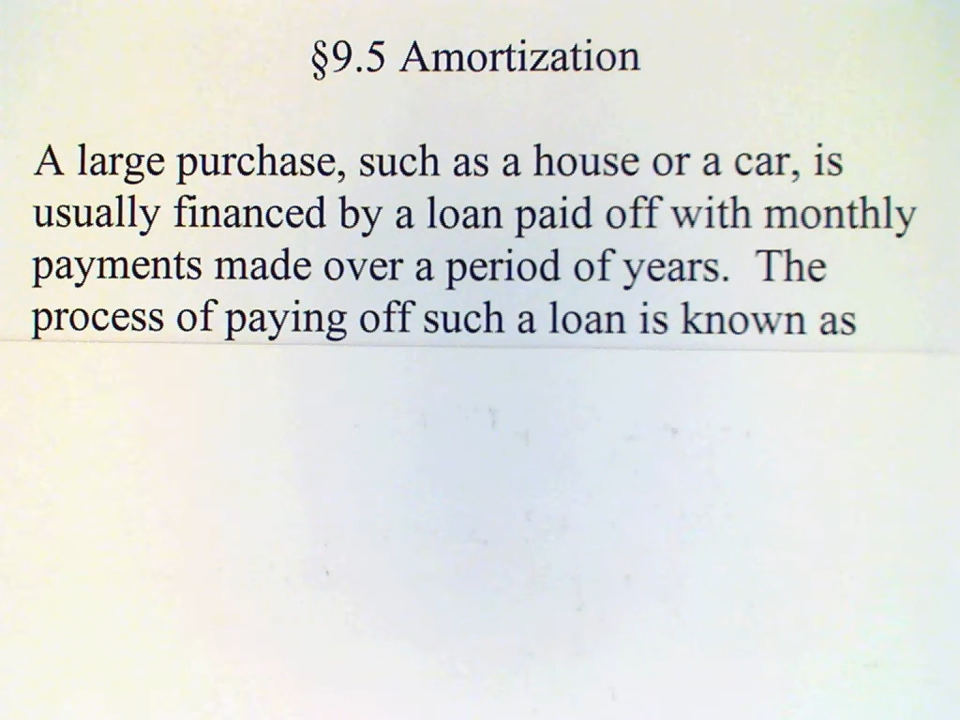 §9.5 Amortization
A large purchase, such as a house or a car, is
usually financed by a loan paid off with monthly
payments made over a period of years.  The
process of paying off such a loan is known as